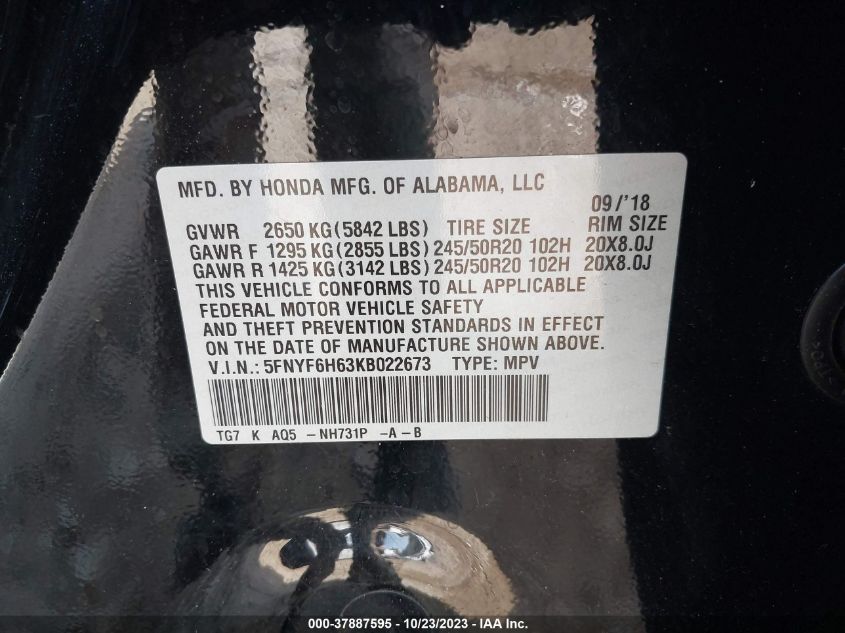 MFD. BY HONDA MFG. OF ALABAMA, LLC
09/'18
GVWR 2650 KG(5842 LBS) TIRE SIZE RIM SIZE
GAWR F 1295 KG(2855 LBS) 245/50R20 102H 20X8.0J
GAWR R 1425 KG(3142 LBS) 245/50R20 102H 20X8.0J
THIS VEHICLE CONFORMS TO ALL APPLICABLE
FEDERAL MOTOR VEHICLE SAFETY
AND THEFT PREVENTION STANDARDS IN EFFECT
ON THE DATE OF MANUFACTURE SHOWN ABOVE.
V.I.N.: 5FNYF6H63KB022673 TYPE: MPV
TG7 K AQ5 -NH731P -A-B
000-37887595 - 10/23/2023 - IAA Inc.